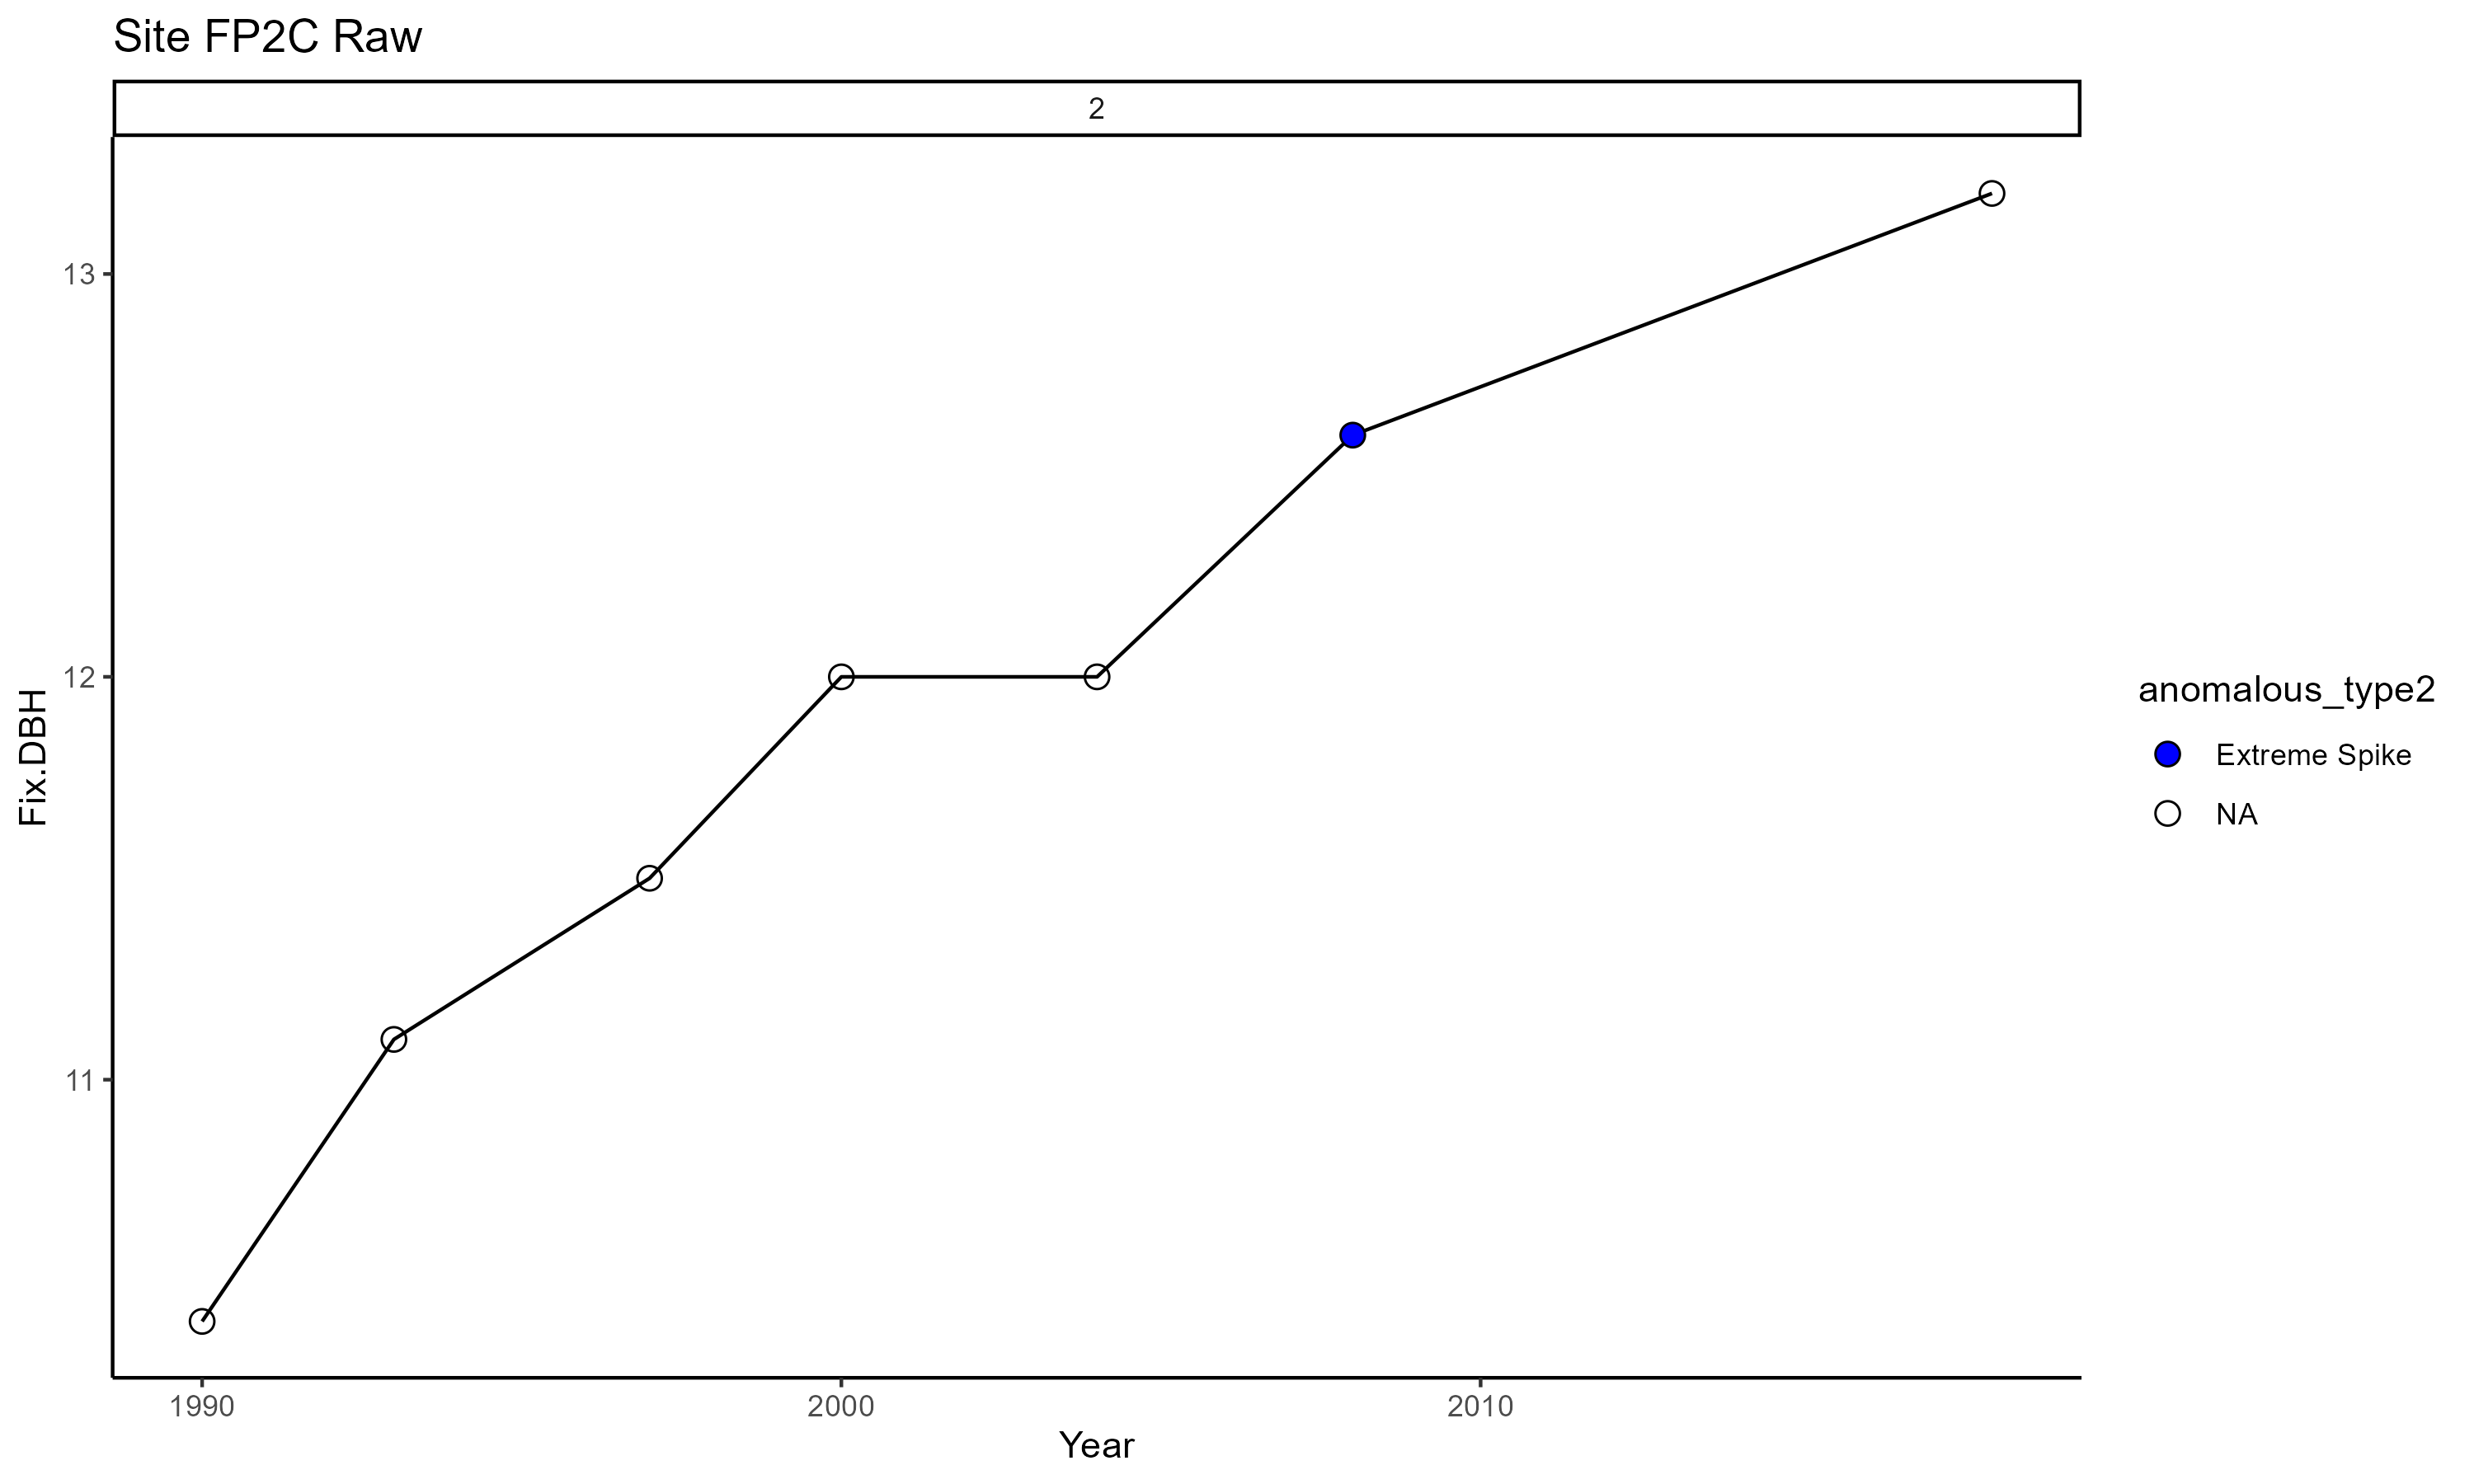 Site FP2C Raw
2
13
12
11
Fix.DBH
1990
2000
2010
Year
anomalous_type2
Extreme Spike
NA